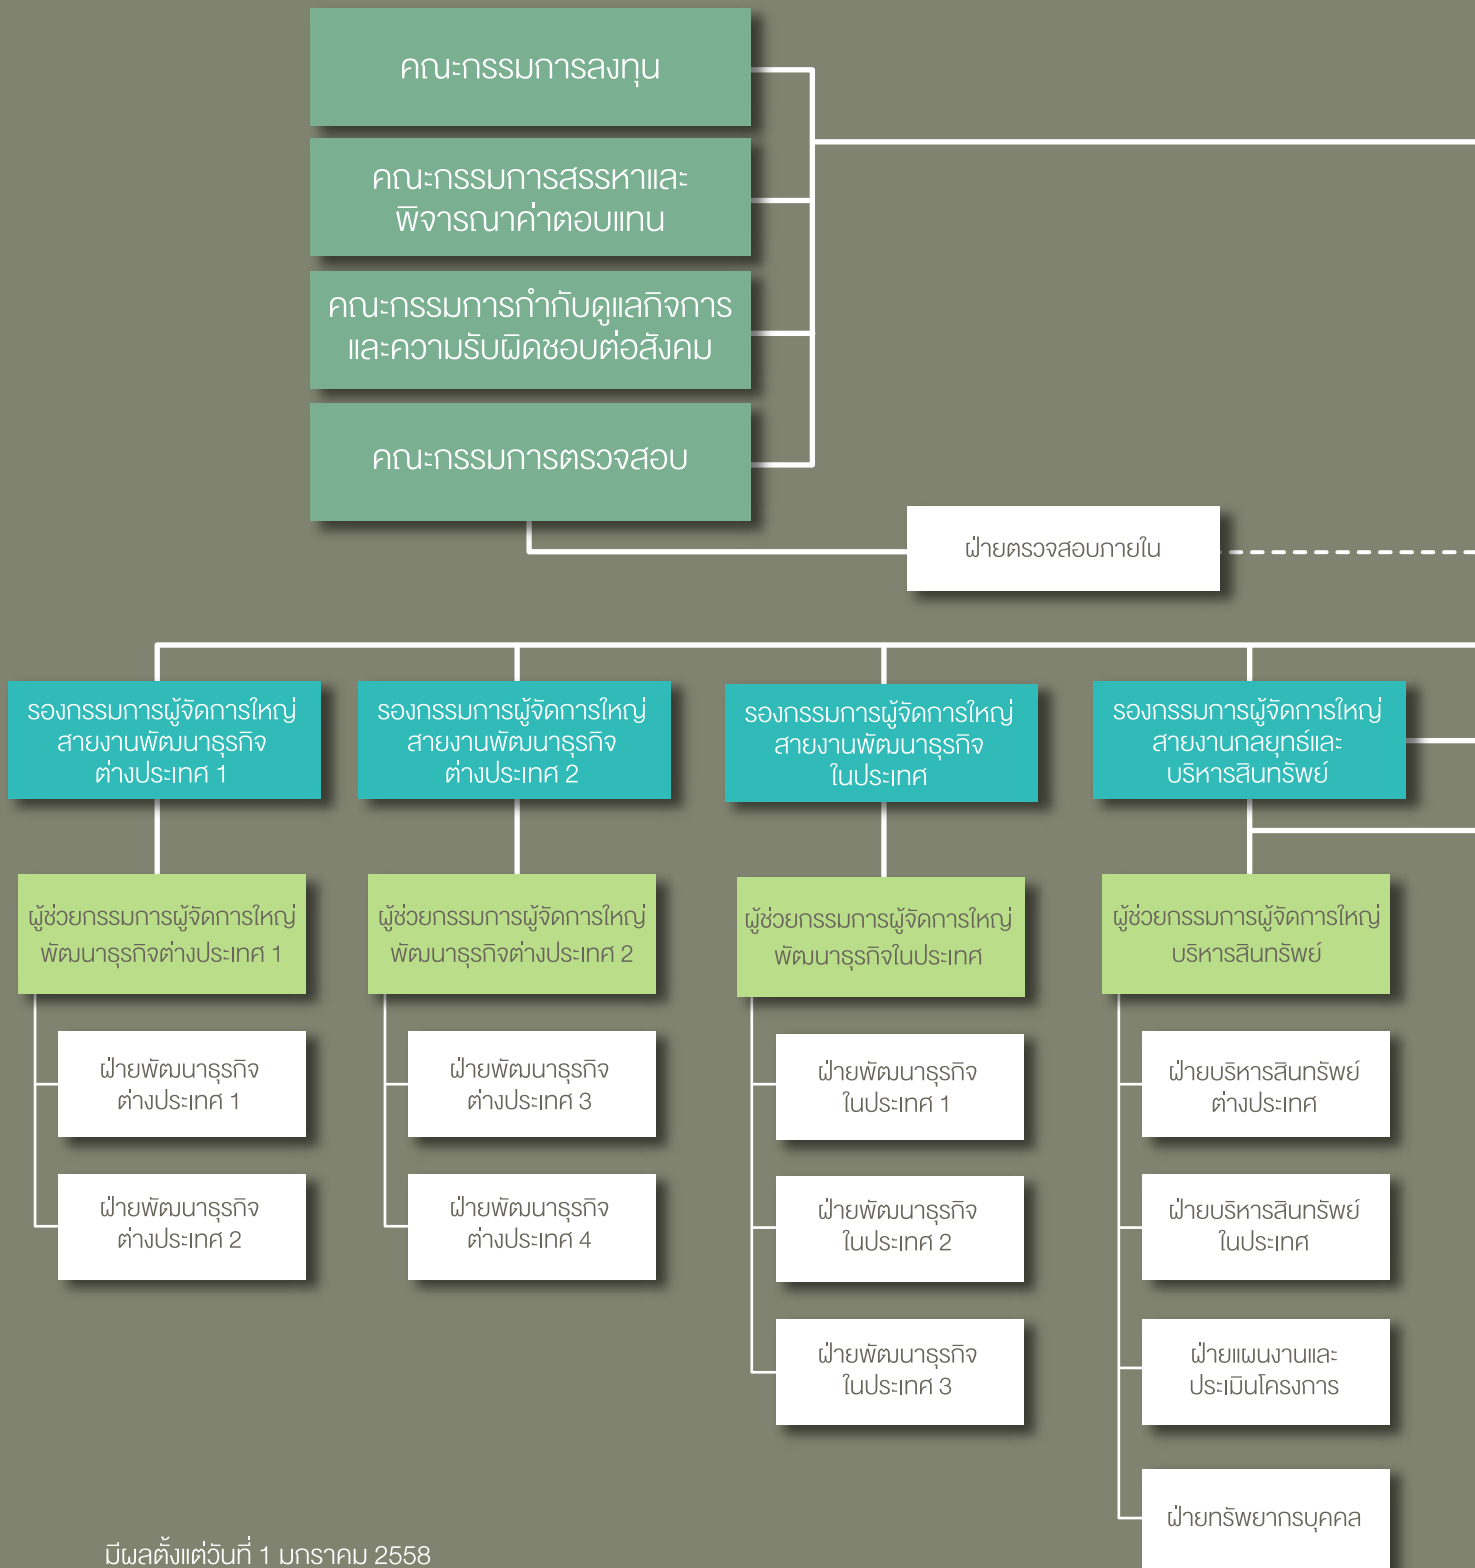 คณะกรรมการลงทุน
คณะกรรมการสรรหาและ
พิจารณาค่าตอบแทน
คณะกรรมการกำกับดูแลกิจการ
และความรับผิดชอบต่อสังคม
คณะกรรมการตรวจสอบ
ฝ่ายตรวจสอบภายใน
รองกรรมการผู้จัดการใหญ่
สายงานพัฒนาธุรกิจ
ต่างประเทศ 1
รองกรรมการผู้จัดการใหญ่
สายงานพัฒนาธุรกิจ
ต่างประเทศ 2
รองกรรมการผู้จัดการใหญ่
สายงานพัฒนาธุรกิจ
ในประเทศ
รองกรรมการผู้จัดการใหญ่
สายงานกลยุทธ์และ
บริหารสินทรัพย์
ผู้ช่วยกรรมการผู้จัดการใหญ่
พัฒนาธุรกิจต่างประเทศ 1
ผู้ช่วยกรรมการผู้จัดการใหญ่
พัฒนาธุรกิจต่างประเทศ 2
ผู้ช่วยกรรมการผู้จัดการใหญ่
พัฒนาธุรกิจในประเทศ
ผู้ช่วยกรรมการผู้จัดการใหญ่
บริหารสินทรัพย์
ฝ่ายพัฒนาธุรกิจ
ต่างประเทศ 1
ฝ่ายพัฒนาธุรกิจ
ต่างประเทศ 3
ฝ่ายพัฒนาธุรกิจ
ในประเทศ 1
ฝ่ายบริหารสินทรัพย์
ต่างประเทศ
ฝ่ายพัฒนาธุรกิจ
ต่างประเทศ 2
ฝ่ายพัฒนาธุรกิจ
ต่างประเทศ 4
ฝ่ายพัฒนาธุรกิจ
ในประเทศ 2
ฝ่ายบริหารสินทรัพย์
ในประเทศ
ฝ่ายพัฒนาธุรกิจ
ในประเทศ 3
ฝ่ายแผนงานและ
ประเมินโครงการ
ฝ่ายทรัพยากรบุคคล
มีผลตั้งแต่วันที่ 1 มกราคม 2558